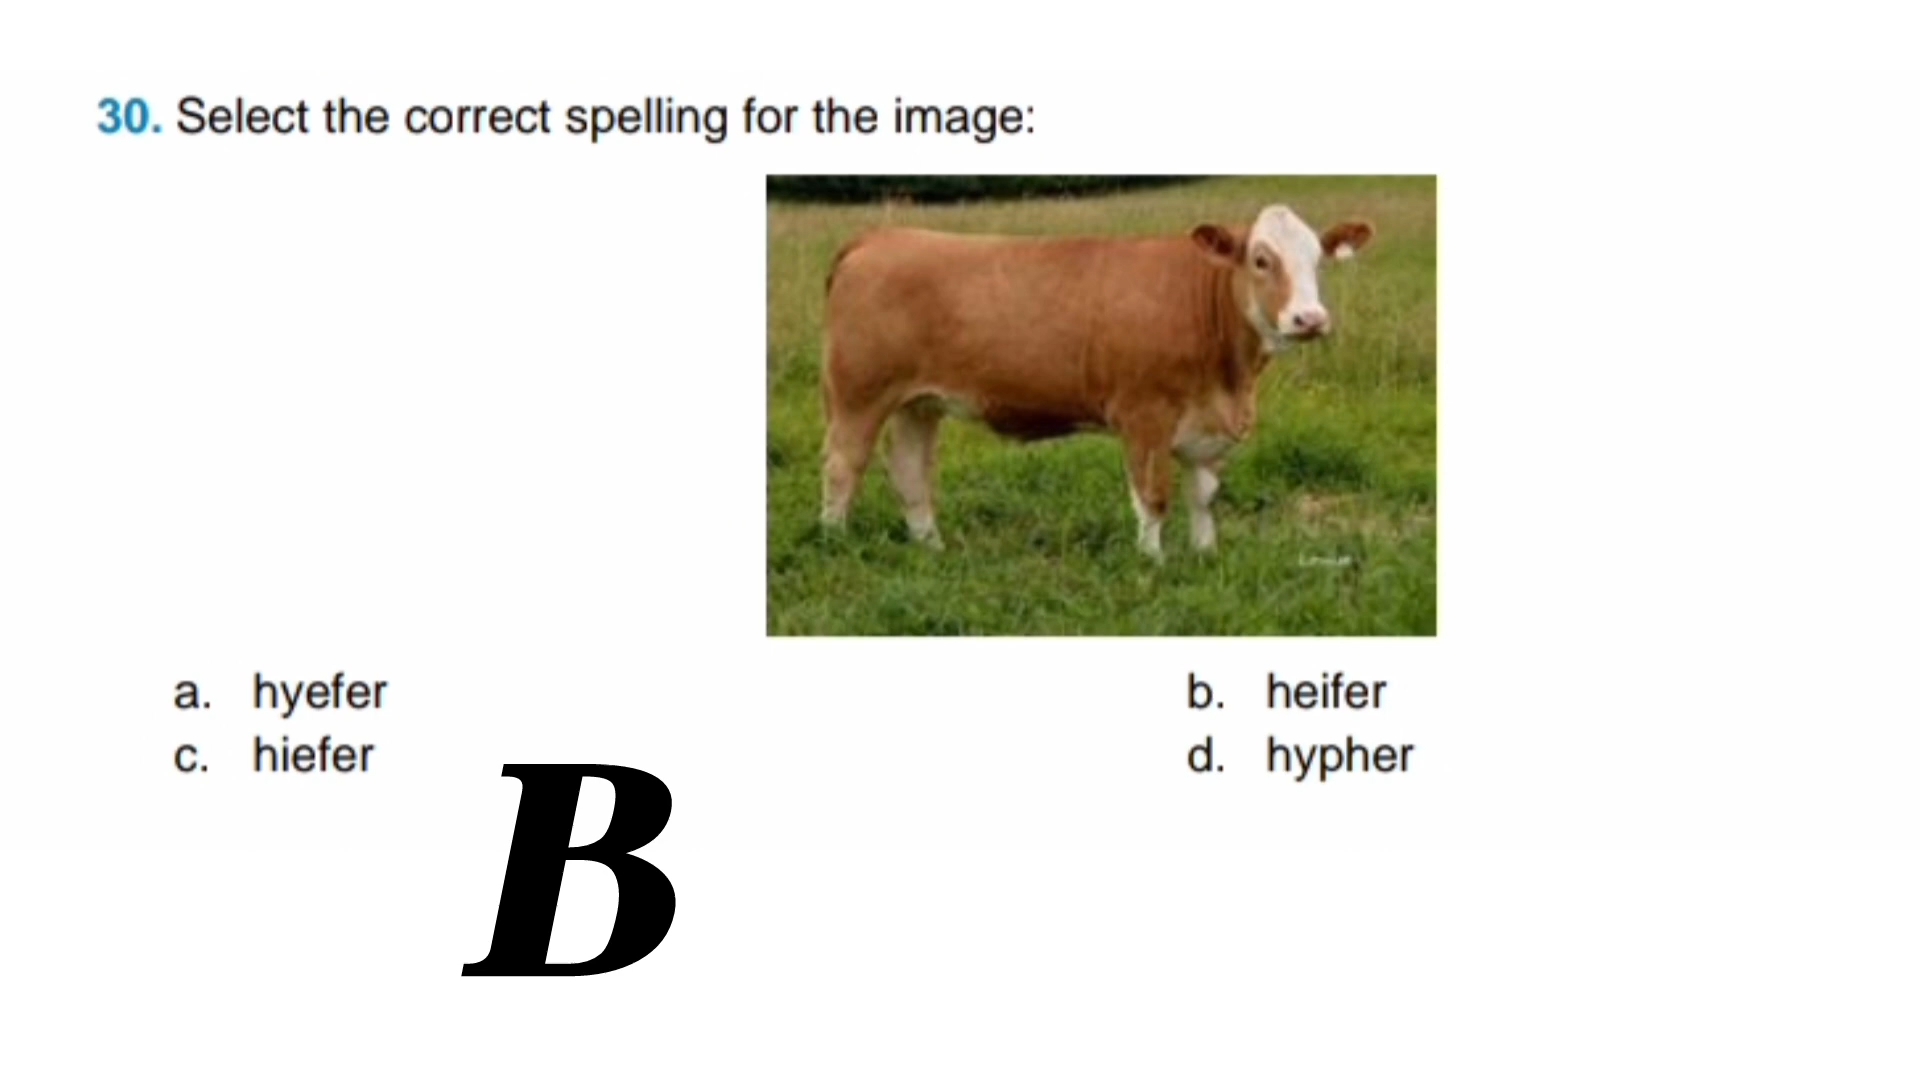 30. Select the correct spelling for the image:
a. hyefer
b. heifer
c. hiefer
d. hypher
B